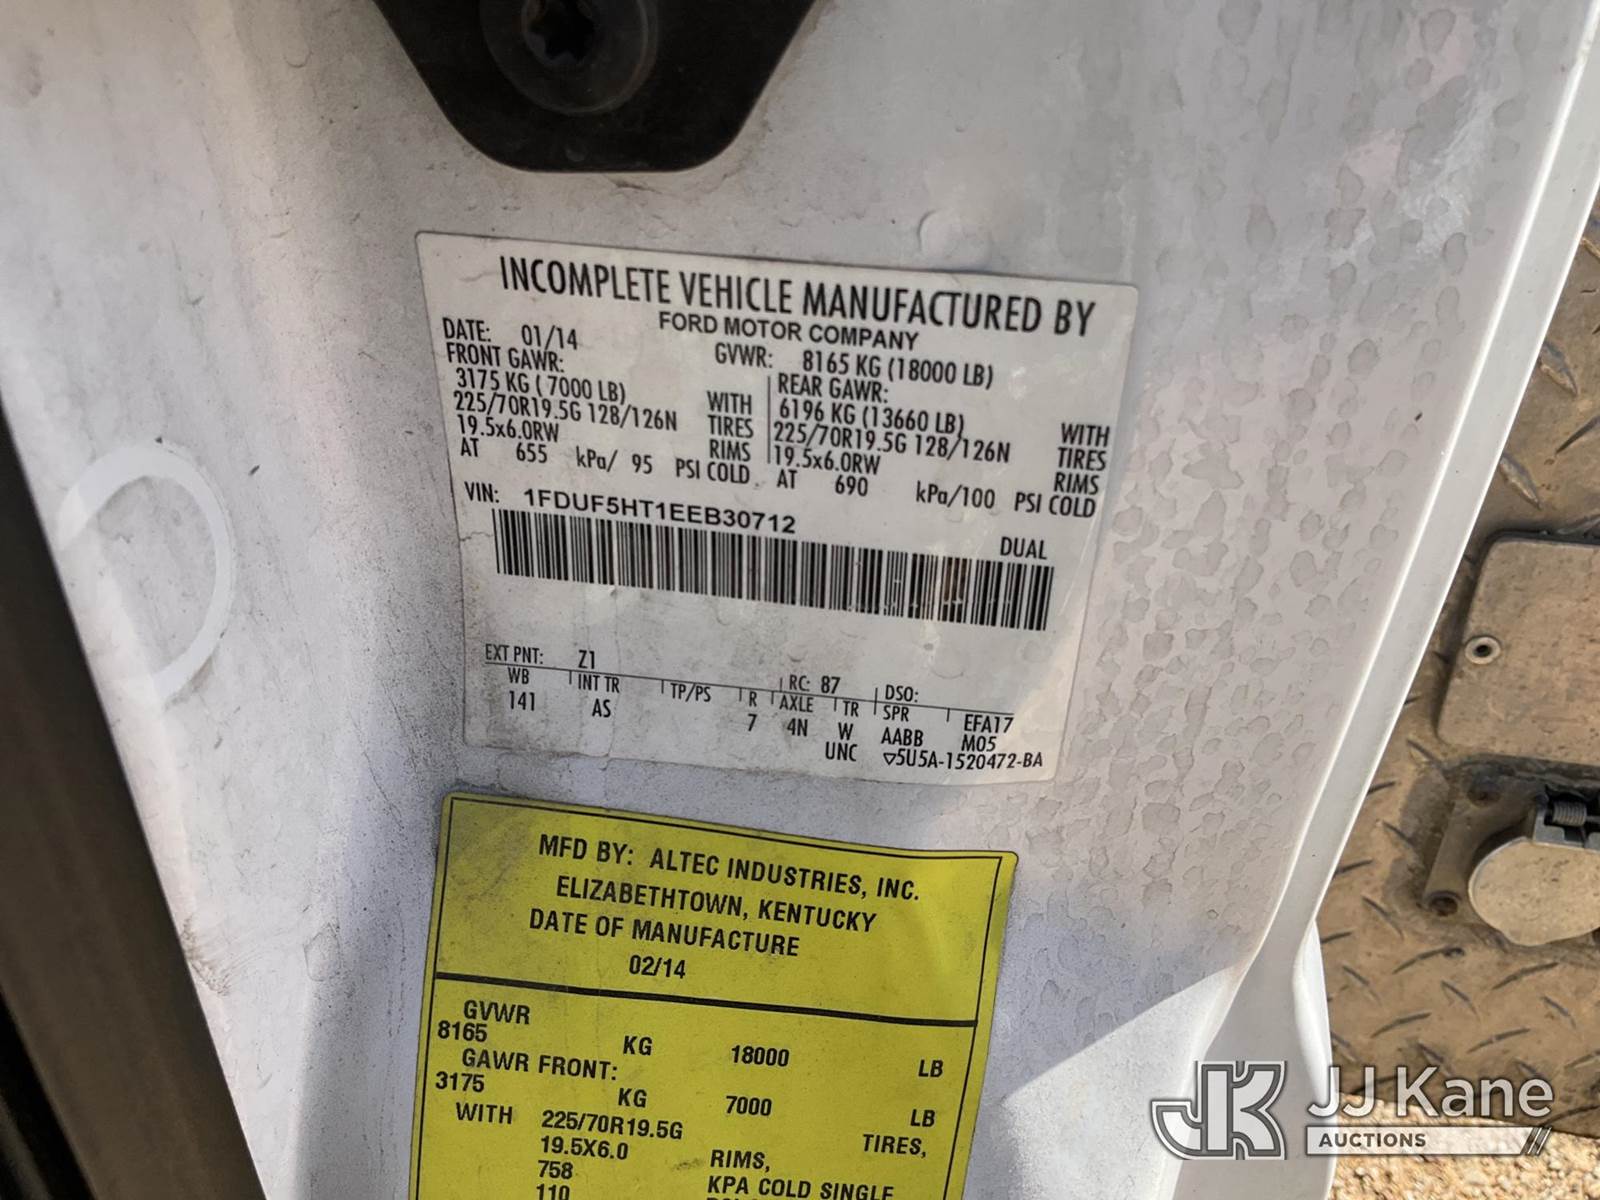 INCOMPLETE VEHICLE MANUFACTURED BY
FORD MOTOR COMPANY
DATE: 01/14 GVWR: 8165 KG (18000 LB)
FRONT GAWR: REAR GAWR:
3175 KG ( 7000 LB) WITH 6196 KG (13660 LB) WITH
225/70R19.5G 128/126N TIRES 225/70R19.5G 128/126N TIRES
19.5x6.0RW RIMS 19.5x6.0RW RIMS
AT 655 kPa/ 95 PSI COLD AT 690 kPa/100 PSI COLD
VIN: 1FDUF5HT1EEB30712
DUAL
EXT PNT: Z1 RC: 87 DSO:
WB INT TR TP/PS R AXLE TR SPR EFA17
141 AS 7 4N W AABB M05
UNC ▽5U5A-1520472-BA
MFD BY: ALTEC INDUSTRIES, INC.
ELIZABETHTOWN, KENTUCKY
DATE OF MANUFACTURE
02/14
GVWR
8165 KG 18000 LB
GAWR FRONT:
3175 KG 7000 LB
WITH 225/70R19.5G TIRES,
19.5X6.0 RIMS,
758 KPA COLD SINGLE
110
JK JJ Kane
AUCTIONS